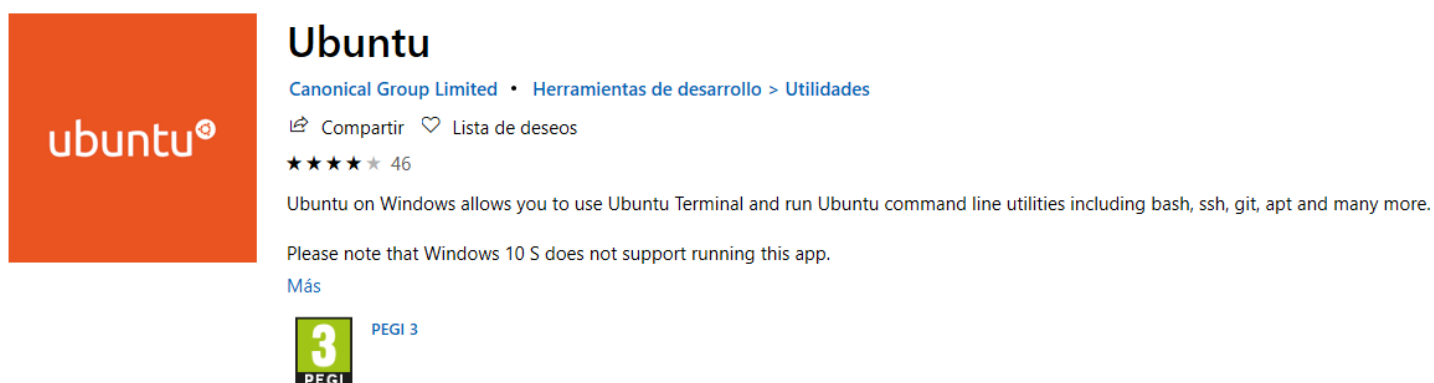 ubuntu
Ubuntu
Canonical Group Limited • Herramientas de desarrollo > Utilidades
Compartir Lista de deseos
46
Ubuntu on Windows allows you to use Ubuntu Terminal and run Ubuntu command line utilities including bash, ssh, git, apt and many more.
Please note that Windows 10 S does not support running this app.
Más
3
PEGI
PEGI 3